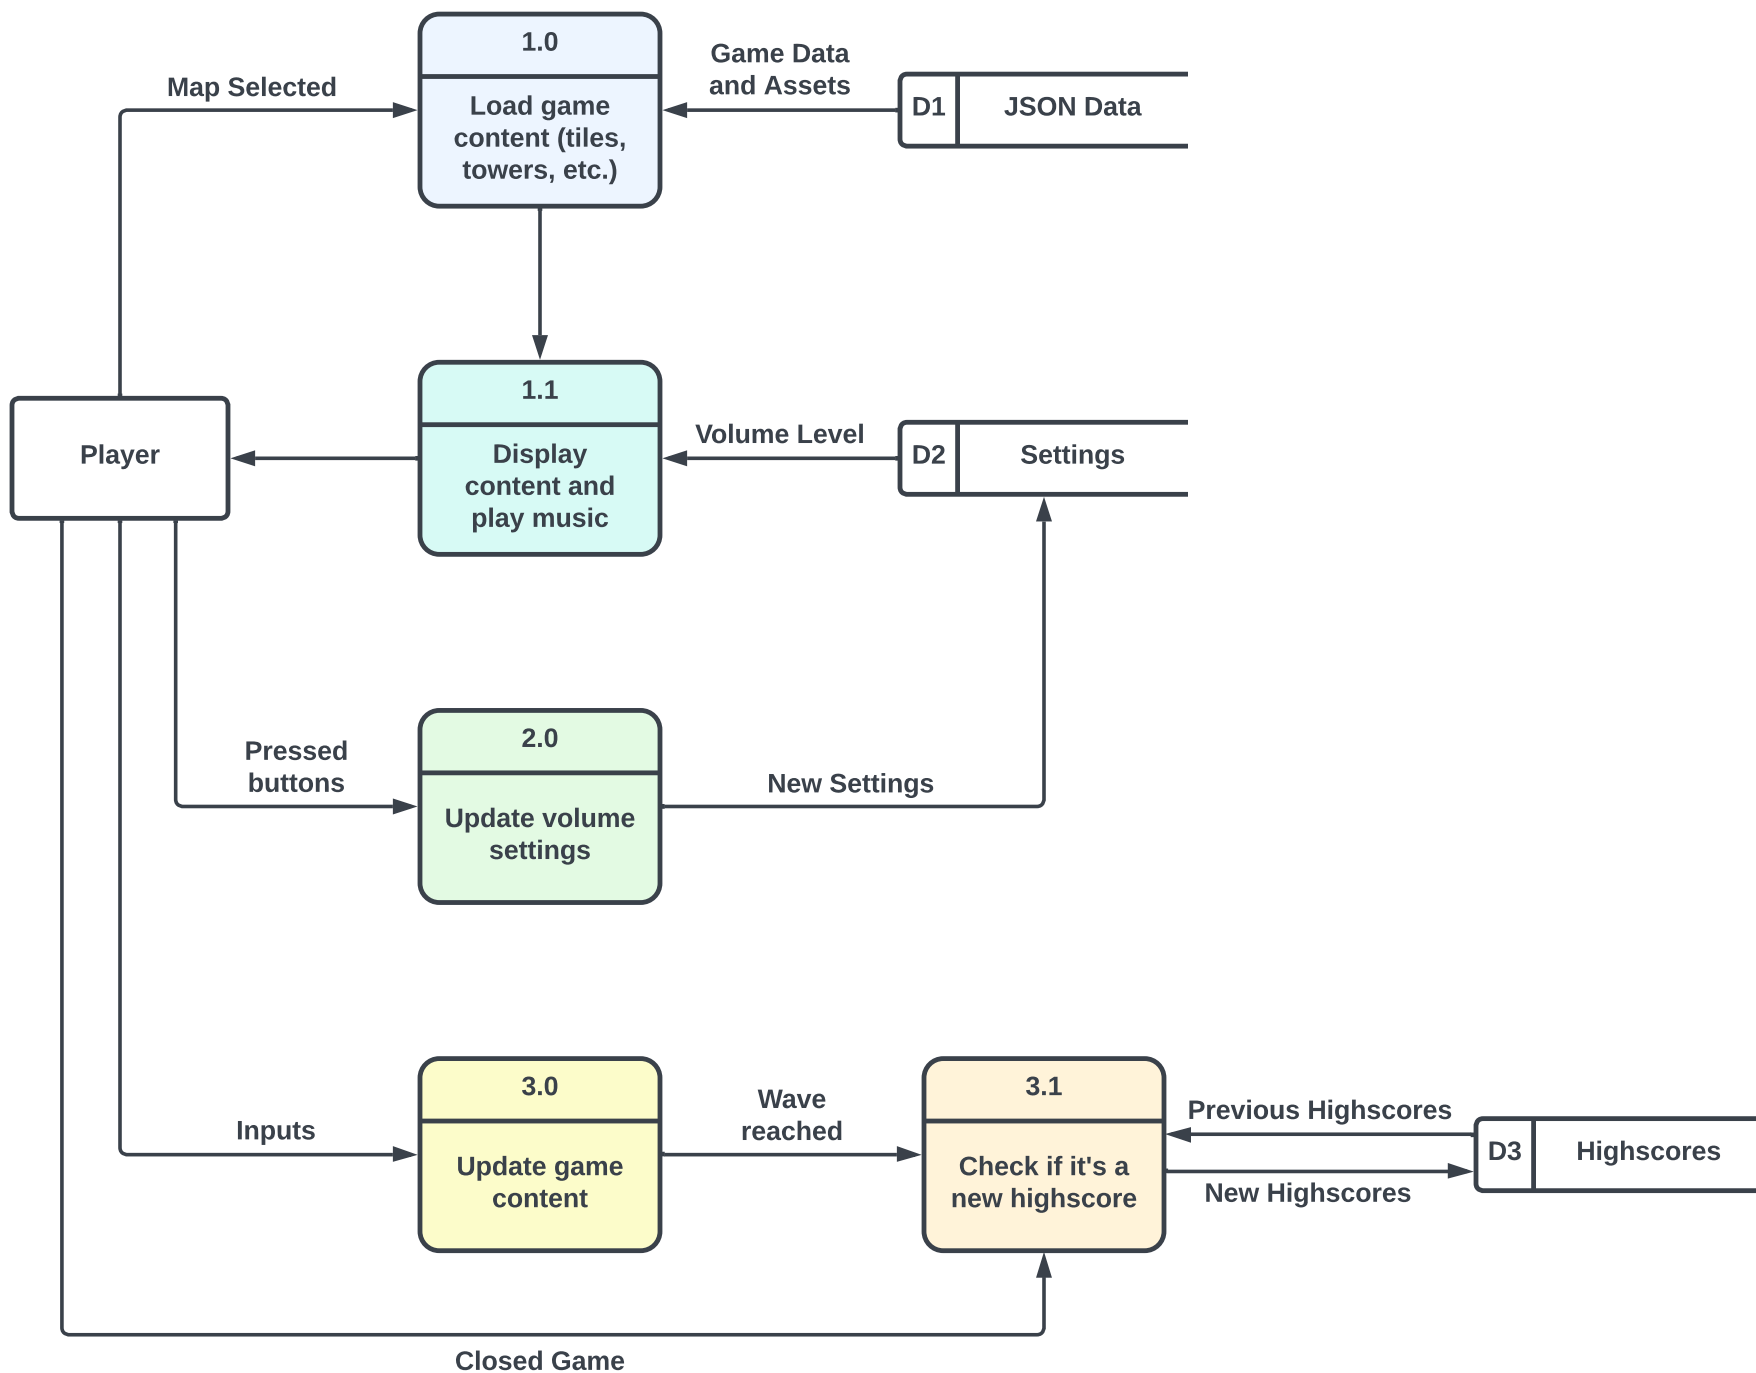 1.0
Load game
content (tiles,
towers, etc.)
Map Selected
Game Data
and Assets
D1
JSON Data
Player
1.1
Display
content and
play music
Volume Level
D2
Settings
Pressed
buttons
2.0
Update volume
settings
New Settings
Inputs
3.0
Update game
content
Wave
reached
3.1
Check if it's a
new highscore
Previous Highscores
New Highscores
D3
Highscores
Closed Game